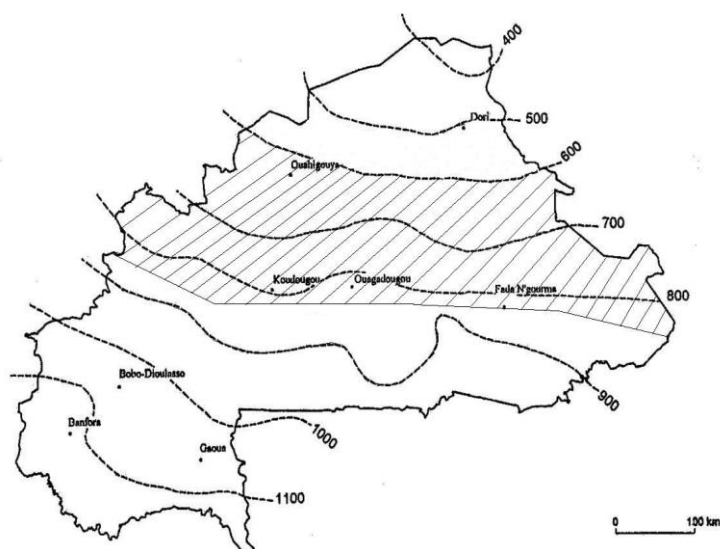 400
Dori
500
600
Ouahigouya
700
Koudougou
Ouagadougou
Fada N'gourma
800
Bobo-Dioulasso
900
Banfora
1000
Gaoua
1100
0
100 km